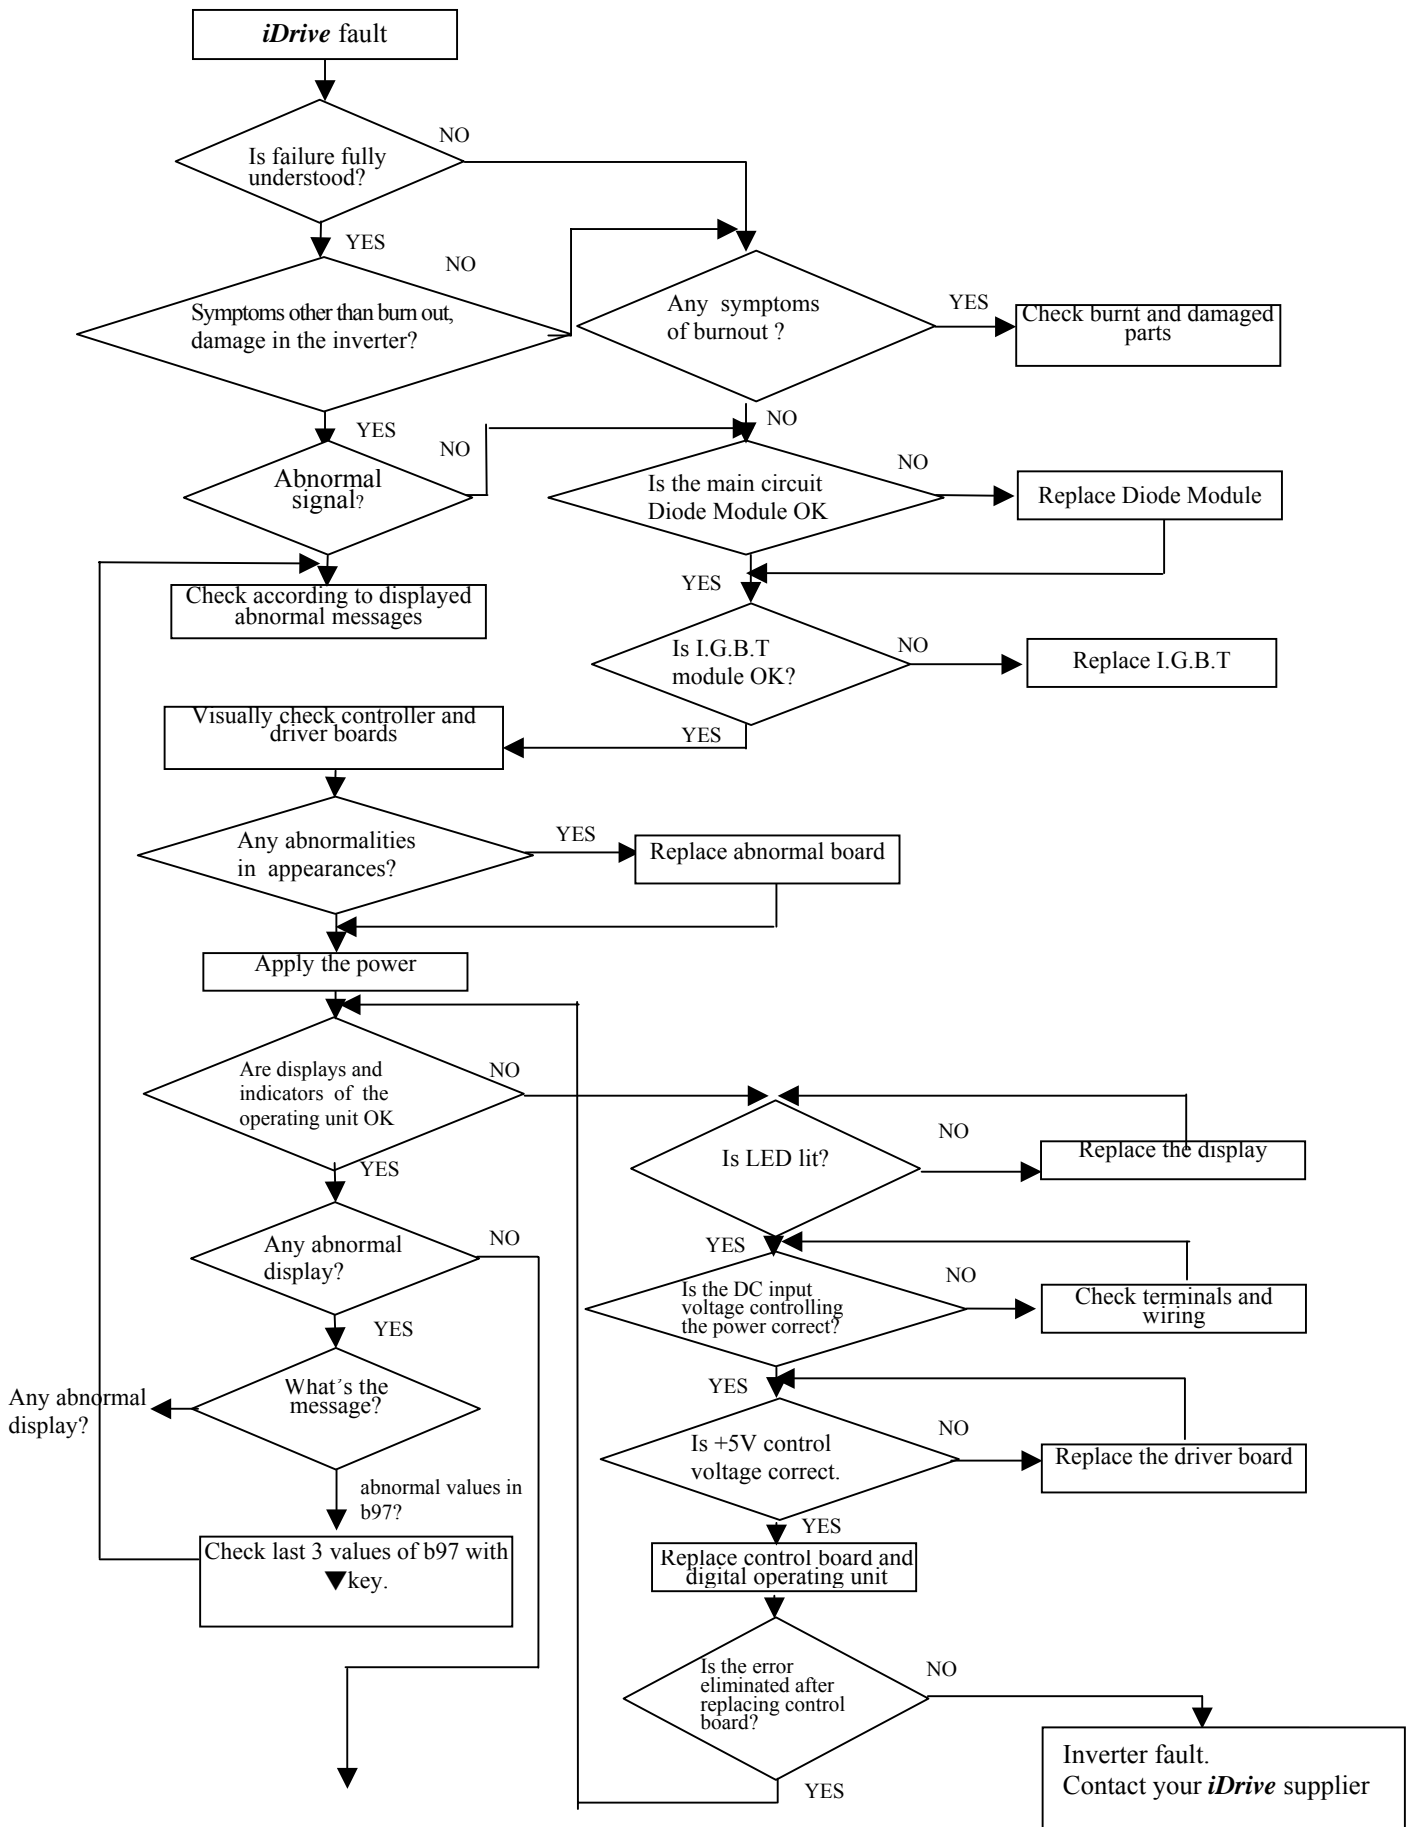 iDrive fault
NO
Is failure fully
understood?
YES
NO
Symptoms other than burn out,
damage in the inverter?
Any symptoms
of burnout ?
YES
Check burnt and damaged
parts
YES
NO
NO
Abnormal
signal?
Is the main circuit
Diode Module OK
NO
Replace Diode Module
YES
Check according to displayed
abnormal messages
Is I.G.B.T
module OK?
NO
Replace I.G.B.T
YES
Visually check controller and
driver boards
Any abnormalities
in appearances?
YES
Replace abnormal board
Apply the power
Are displays and
indicators of the
operating unit OK
NO
YES
Is LED lit?
NO
Replace the display
Any abnormal
display?
NO
YES
YES
Is the DC input
voltage controlling
the power correct?
NO
Check terminals and
wiring
What´s the
message?
Any abnormal
display?
YES
Is +5V control
voltage correct.
NO
Replace the driver board
abnormal values in
b97?
YES
Check last 3 values of b97 with
▼key.
Replace control board and
digital operating unit
Is the error
eliminated after
replacing control
board?
NO
YES
Inverter fault.
Contact your iDrive supplier